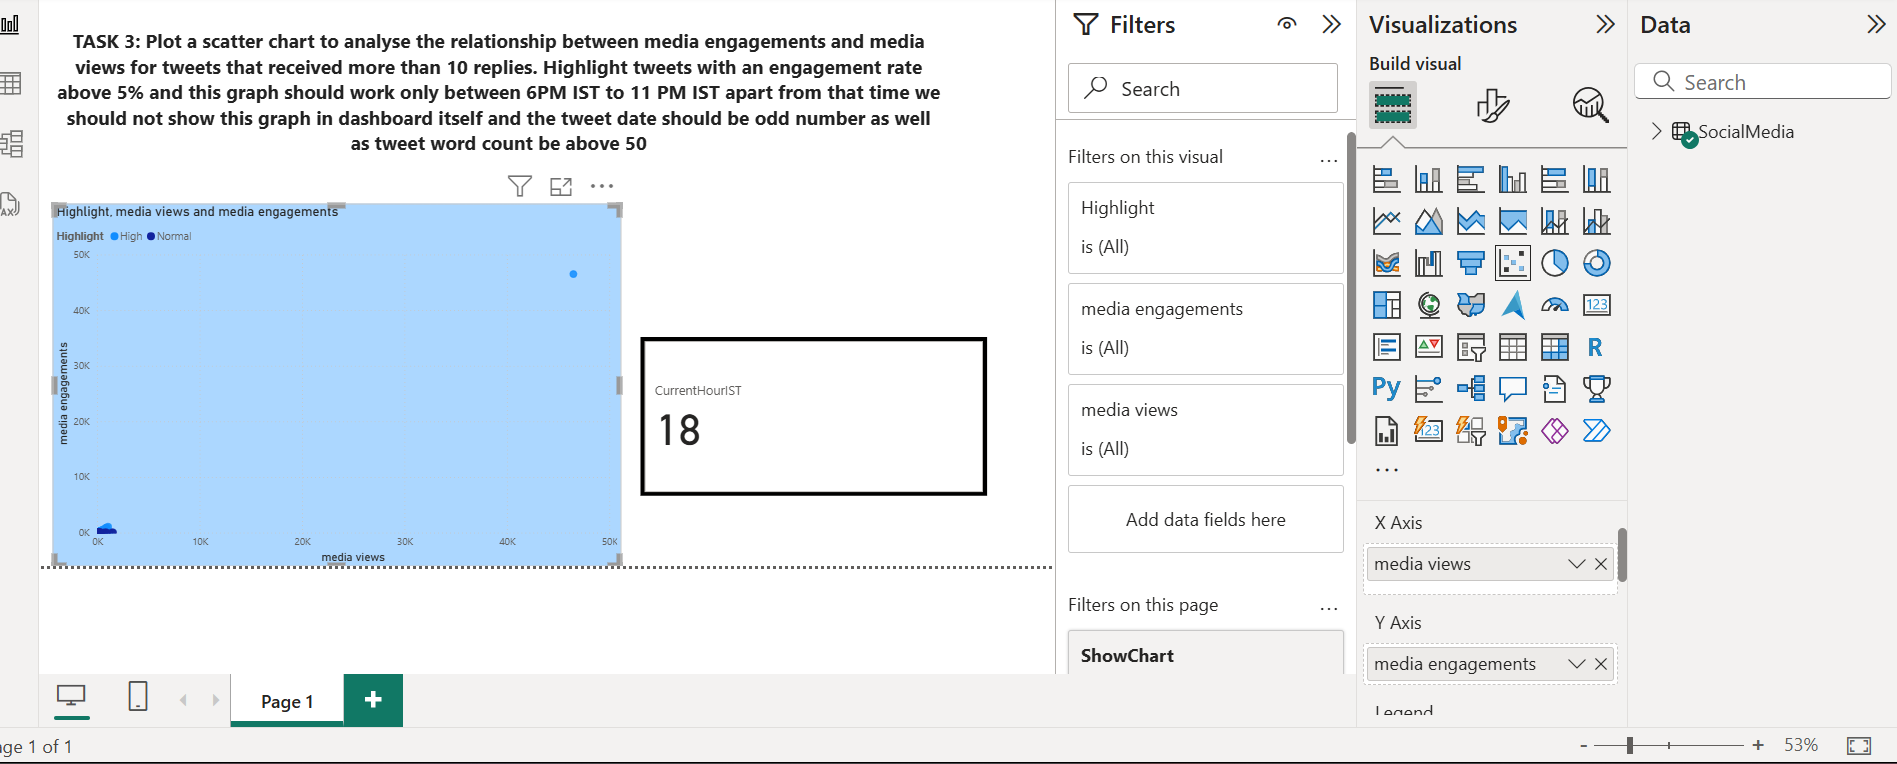 TASK 3: Plot a scatter chart to analyse the relationship between media engagements and media
views for tweets that received more than 10 replies. Highlight tweets with an engagement rate
above 5% and this graph should work only between 6PM IST to 11 PM IST apart from that time we
should not show this graph in dashboard itself and the tweet date should be odd number as well
as tweet word count be above 50
Highlight, media views and media engagements
Highlight High Normal
50K
40K
30K
20K
10K
0K
media engagements
0K 10K 20K 30K 40K 50K
media views
CurrentHourIST
18
Filters
Search
Filters on this visual
...
Highlight
is (All)
media engagements
is (All)
media views
is (All)
Add data fields here
Filters on this page
...
ShowChart
Visualizations
Build visual
123
R
Py
123
...
X Axis
media views
Y Axis
media engagements
Legend
Data
Search
SocialMedia
AX
Page 1
+
age 1 of 1
- + 53%